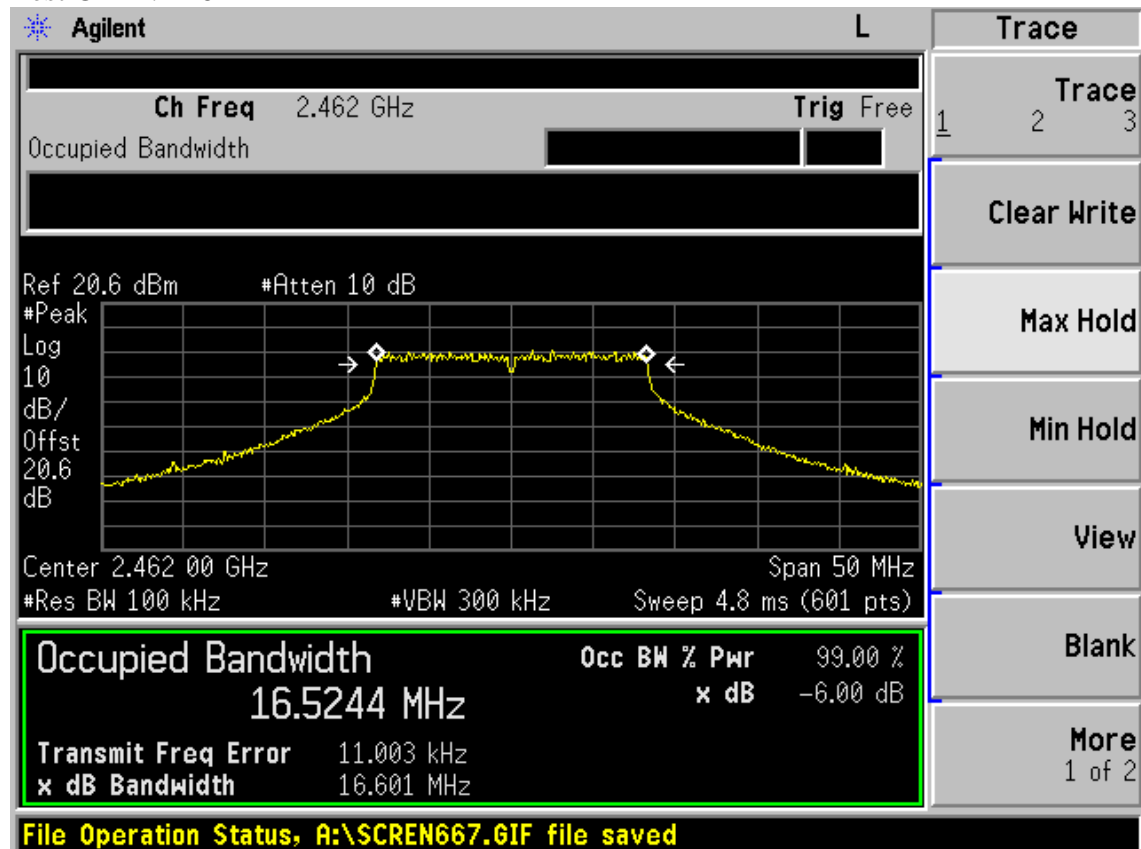 Agilent L Trace
Ch Freq 2.462 GHz Trig Free
Occupied Bandwidth
Trace
1 2 3
Clear Write
Max Hold
Min Hold
View
Blank
More
1 of 2
Ref 20.6 dBm #Atten 10 dB
#Peak
Log
10
dB/
Offst
20.6
dB
Center 2.462 00 GHz Span 50 MHz
#Res BW 100 kHz #VBW 300 kHz Sweep 4.8 ms (601 pts)
Occupied Bandwidth Occ BW % Pwr 99.00 %
16.5244 MHz x dB -6.00 dB
Transmit Freq Error 11.003 kHz
x dB Bandwidth 16.601 MHz
File Operation Status, A:\SCREN667.GIF file saved